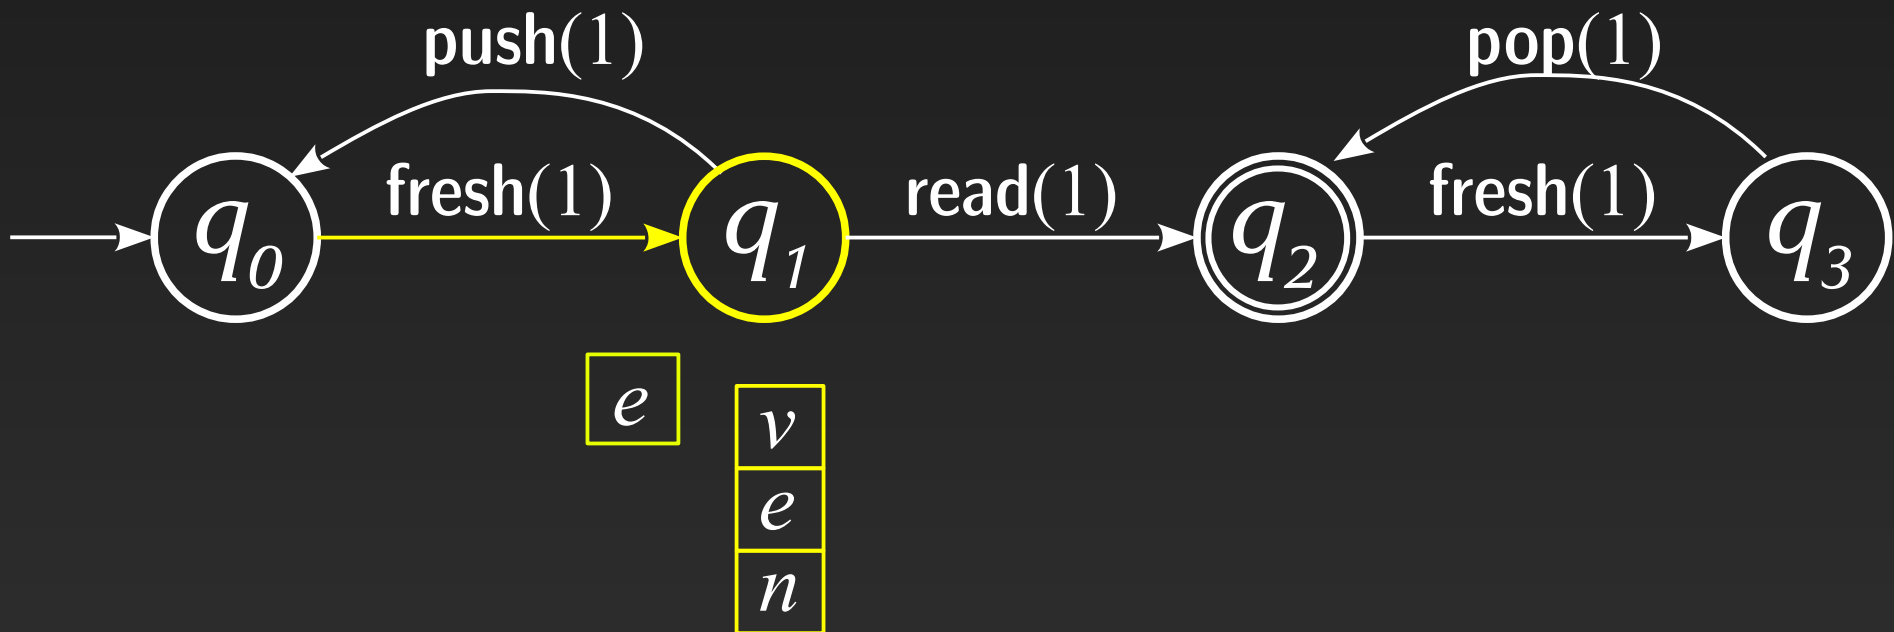 push(1)
pop(1)
fresh(1)
read(1)
fresh(1)
q0
q1
q2
q3
e
v
e
n